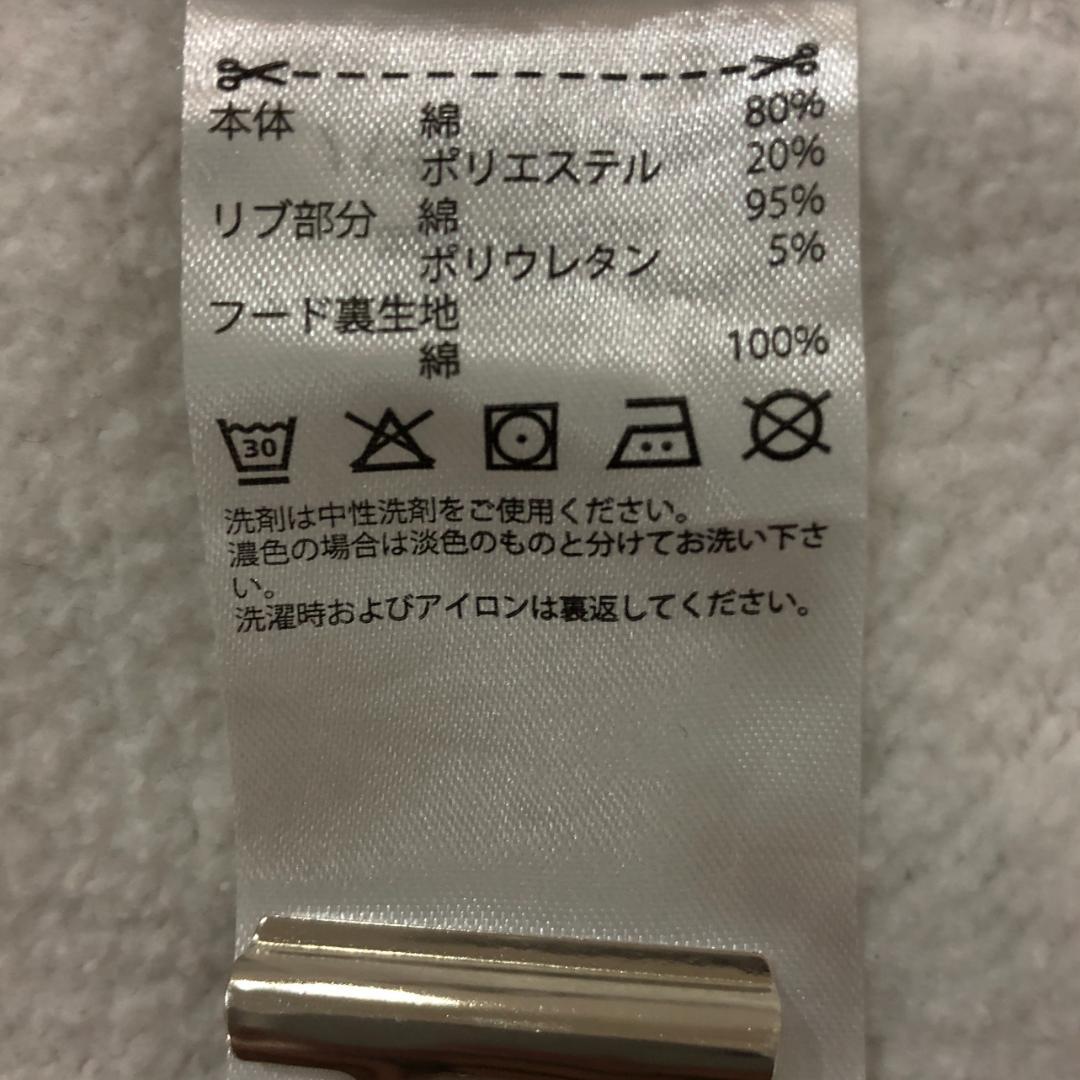 本体 綿 80%
ポリエステル 20%
リブ部分 綿 95%
ポリウレタン 5%
フード裏生地
綿 100%
30
洗剤は中性洗剤をご使用ください。
濃色の場合は淡色のものと分けてお洗い下さ
い。
洗濯時およびアイロンは裏返してください。